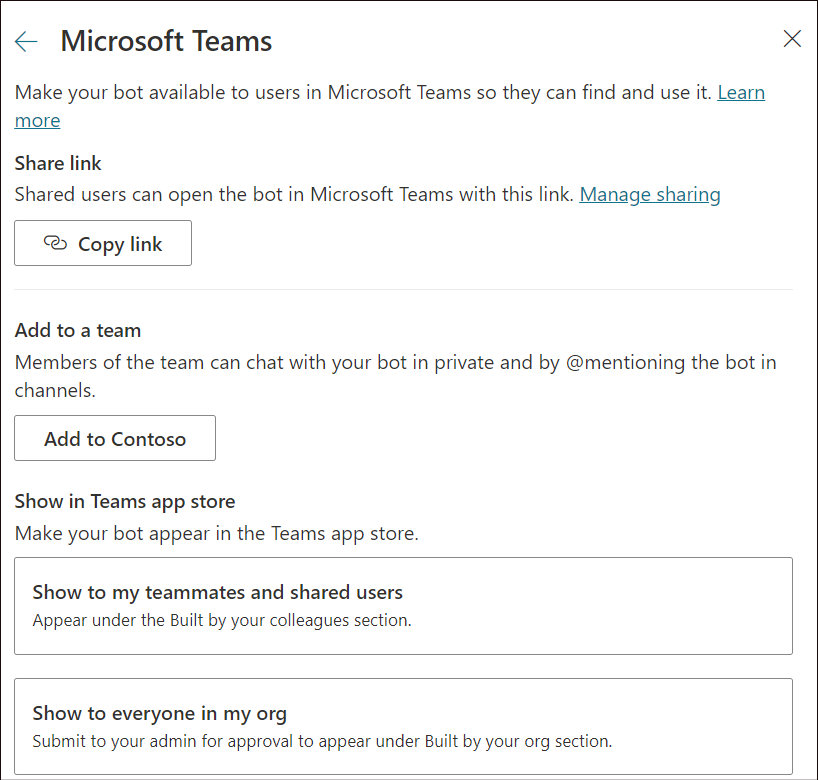 Microsoft Teams
Make your bot available to users in Microsoft Teams so they can find and use it. Learn
more
Share link
Shared users can open the bot in Microsoft Teams with this link. Manage sharing
Copy link
Add to a team
Members of the team can chat with your bot in private and by @mentioning the bot in
channels.
Add to Contoso
Show in Teams app store
Make your bot appear in the Teams app store.
Show to my teammates and shared users
Appear under the Built by your colleagues section.
Show to everyone in my org
Submit to your admin for approval to appear under Built by your org section.